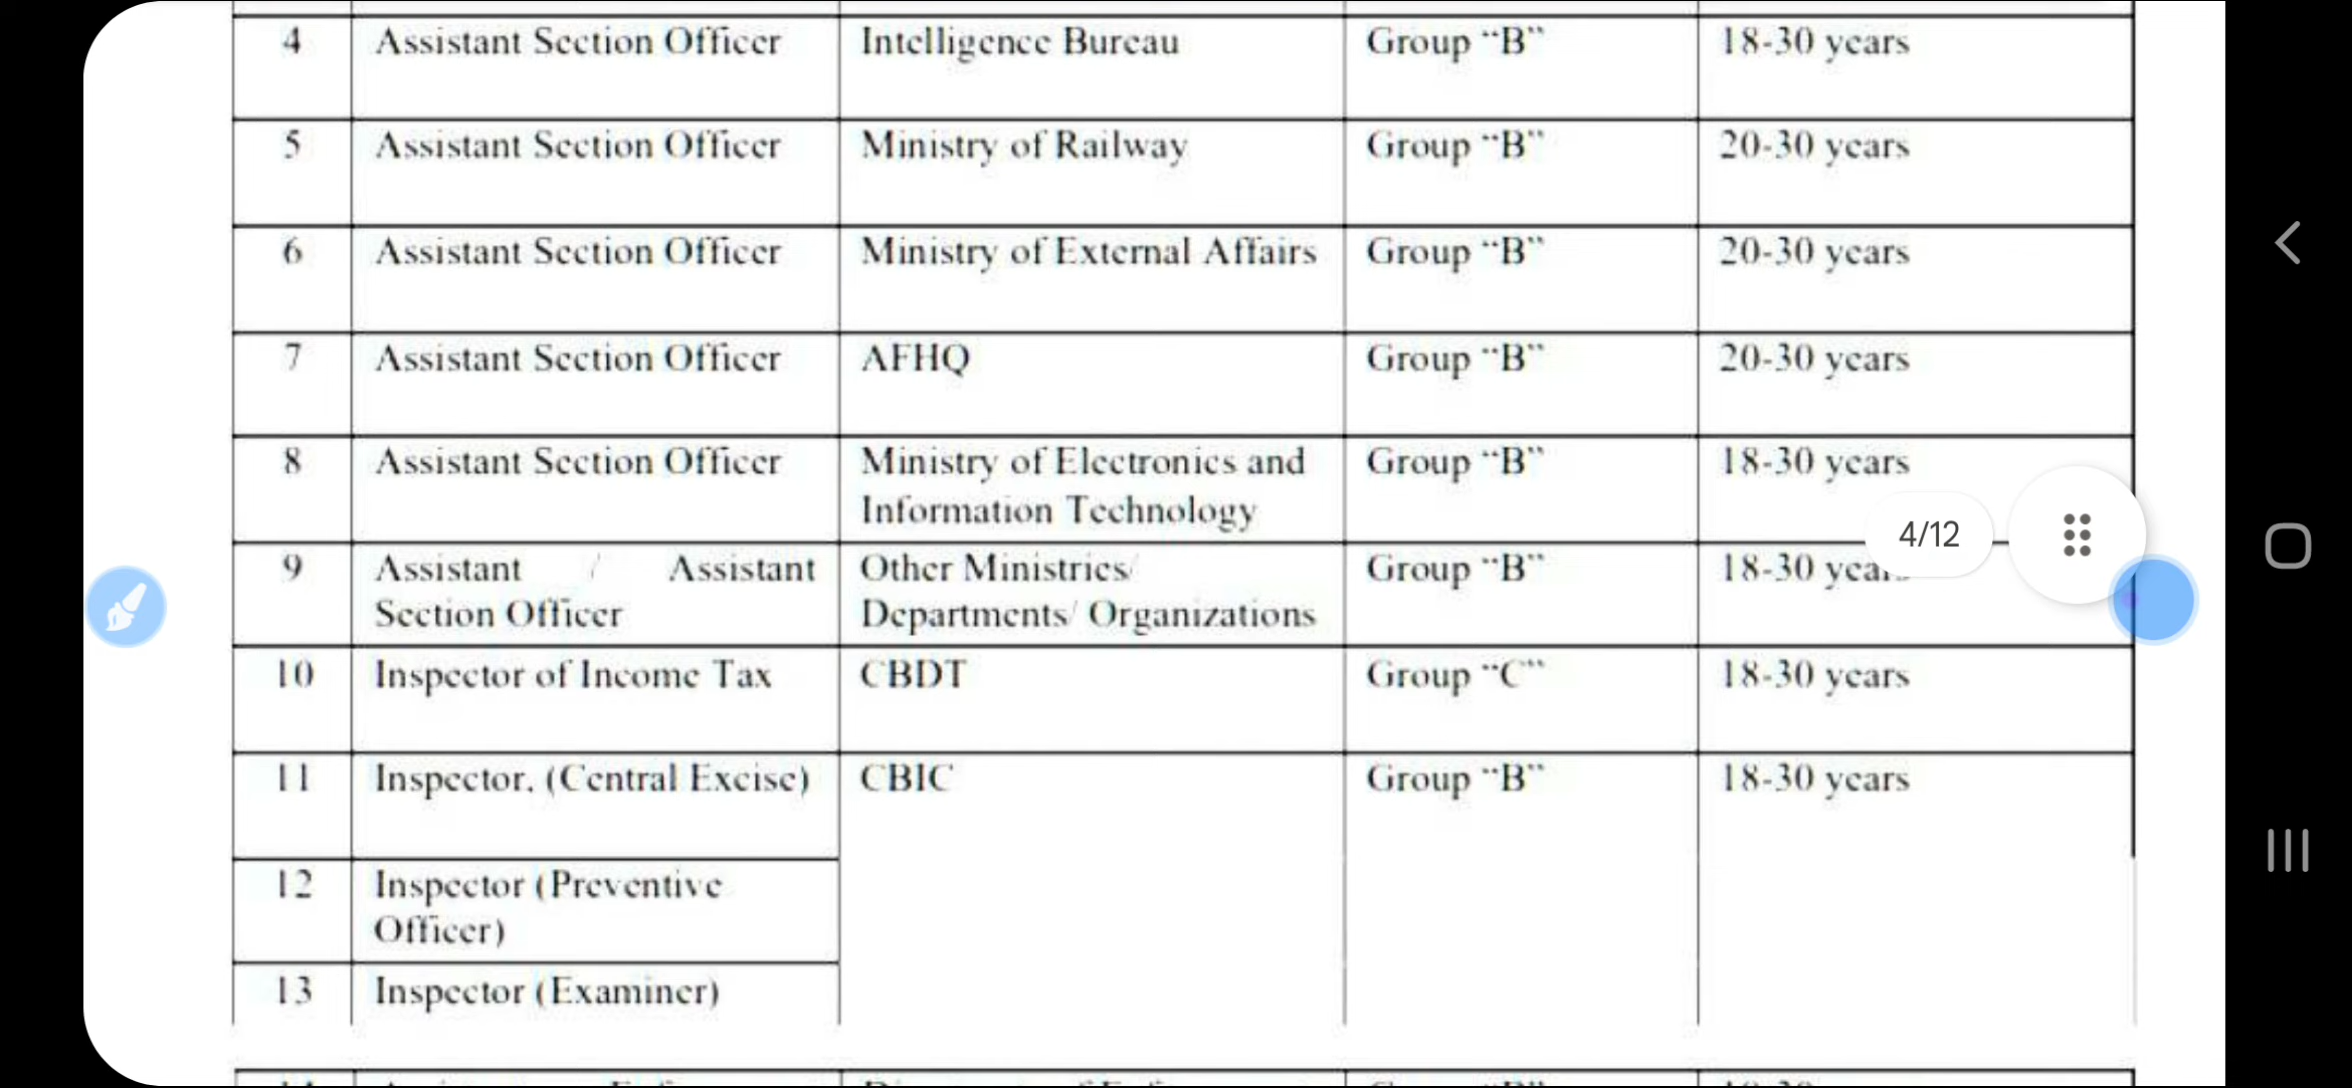 4 Assistant Section Officer Intelligence Bureau Group "B" 18-30 years
5 Assistant Section Officer Ministry of Railway Group "B" 20-30 years
6 Assistant Section Officer Ministry of External Affairs Group "B" 20-30 years
7 Assistant Section Officer AFHQ Group "B" 20-30 years
8 Assistant Section Officer Ministry of Electronics and Group "B" 18-30 years
Information Technology
4/12
9 Assistant / Assistant Other Ministries/ Group "B" 18-30
Section Officer Departments/ Organizations
10 Inspector of Income Tax CBDT Group "C" 18-30 years
11 Inspector, (Central Excise) CBIC Group "B" 18-30 years
12 Inspector (Preventive
Officer)
13 Inspector (Examiner)